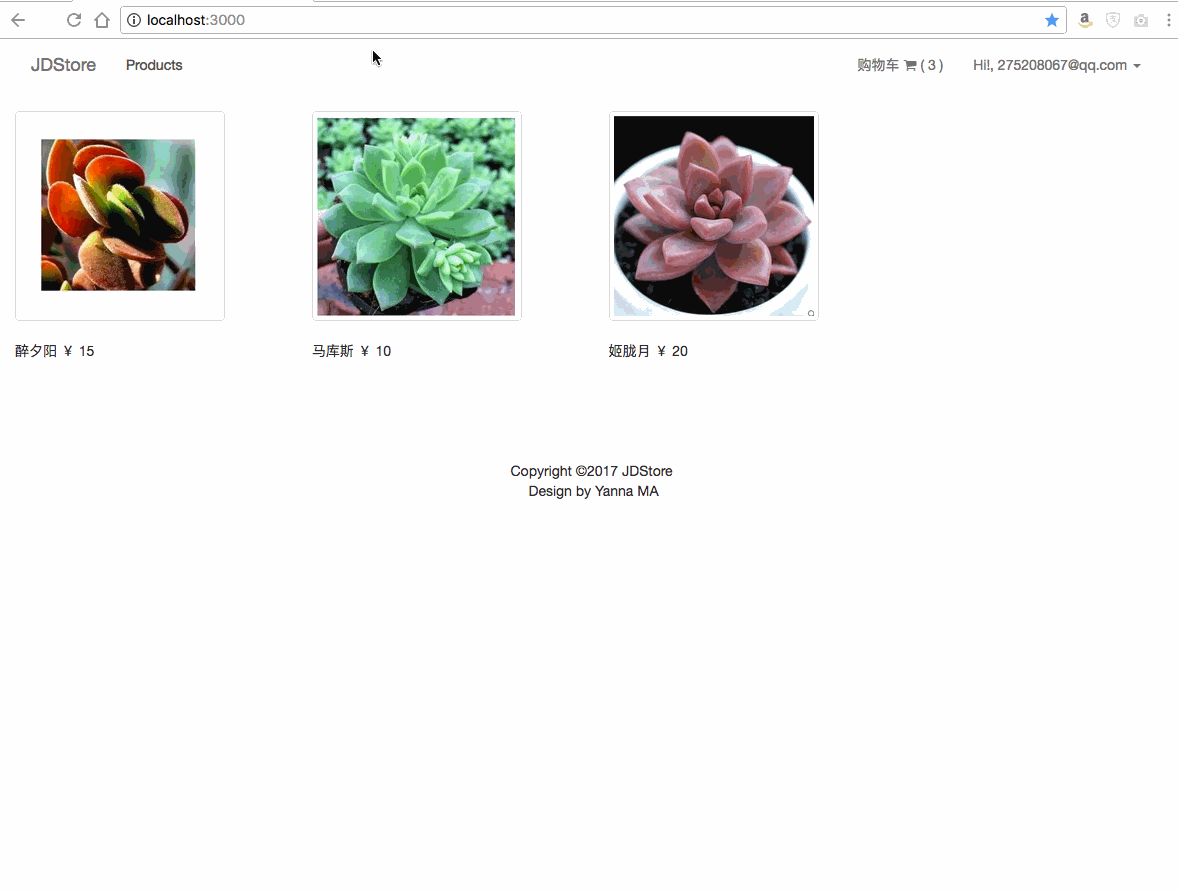 localhost:3000
JDStore Products 购物车 ( 3 ) Hi!, 275208067@qq.com
醉夕阳 ￥ 15
马库斯 ￥ 10
姬胧月 ￥ 20
Copyright ©2017 JDStore
Design by Yanna MA